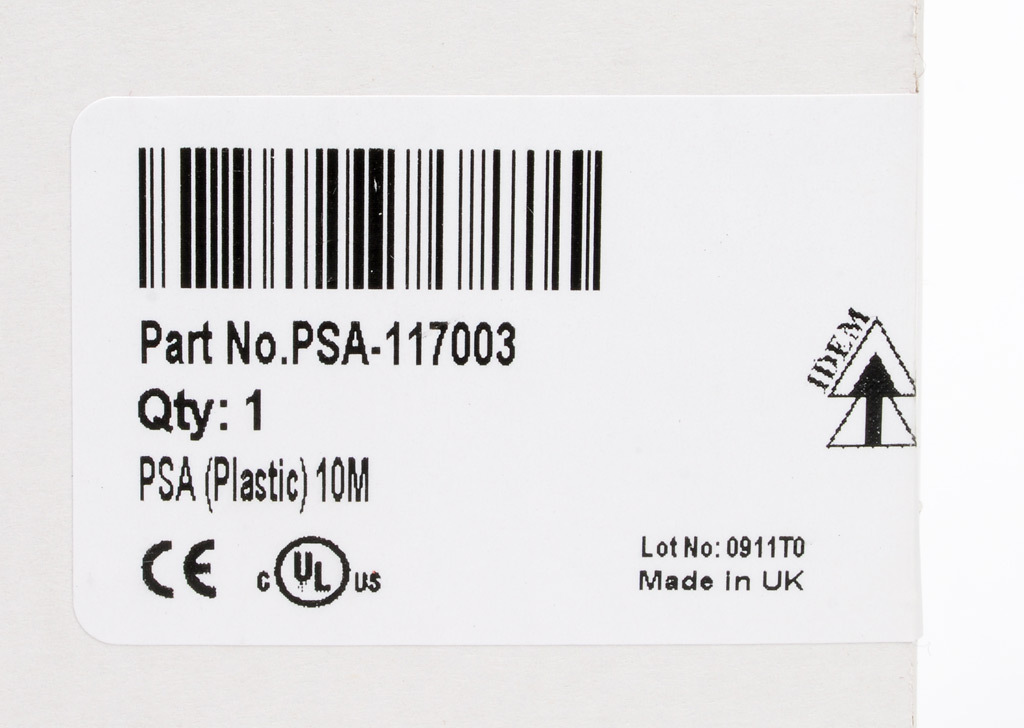 Part No.PSA-117003
Qty: 1
PSA (Plastic) 10M
CE
c UL us
Lot No: 0911T0
Made in UK
IDEM